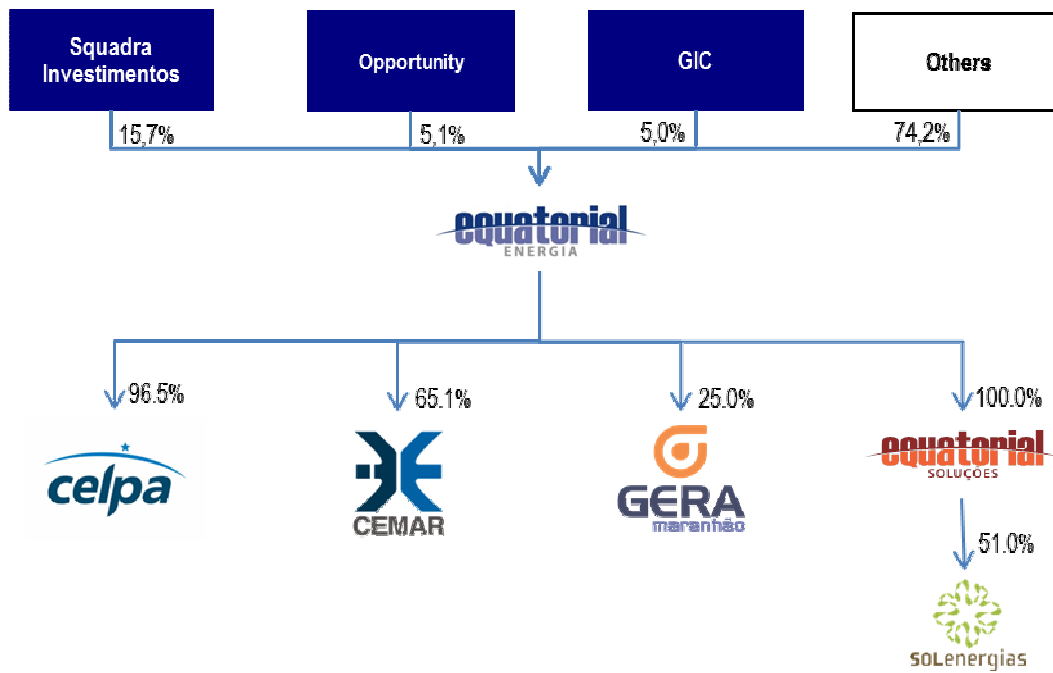 Squadra
Investimentos
Opportunity
GIC
Others
15,7%
5,1%
5,0%
74,2%
equatorial
ENERGIA
96.5%
65.1%
25.0%
100.0%
celpa
CEMAR
GERA
maranhão
equatorial
SOLUÇÕES
51.0%
soLenergias